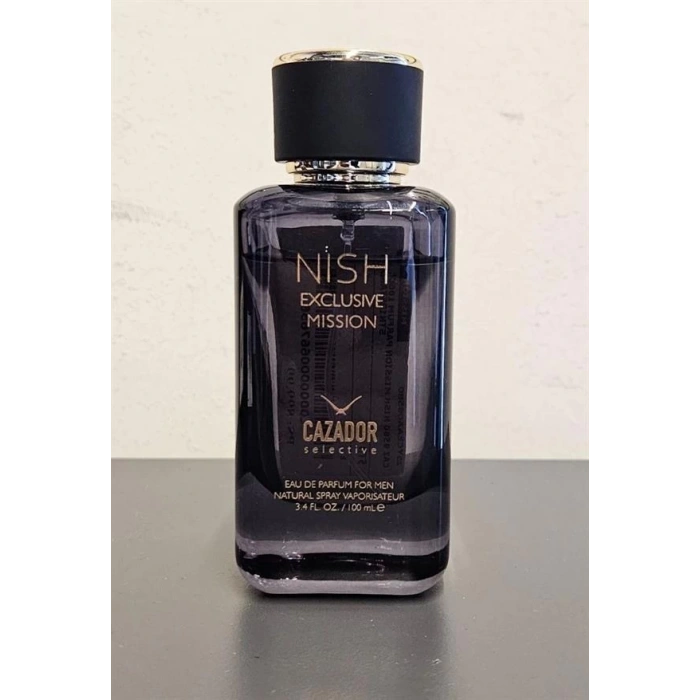 NiSH
EXCLUSIVE
MISSION
CAZADOR
selective
EAU DE PARFUM FOR MEN
NATURAL SPRAY VAPORISATEUR
3.4 FL. OZ. / 100 mL e